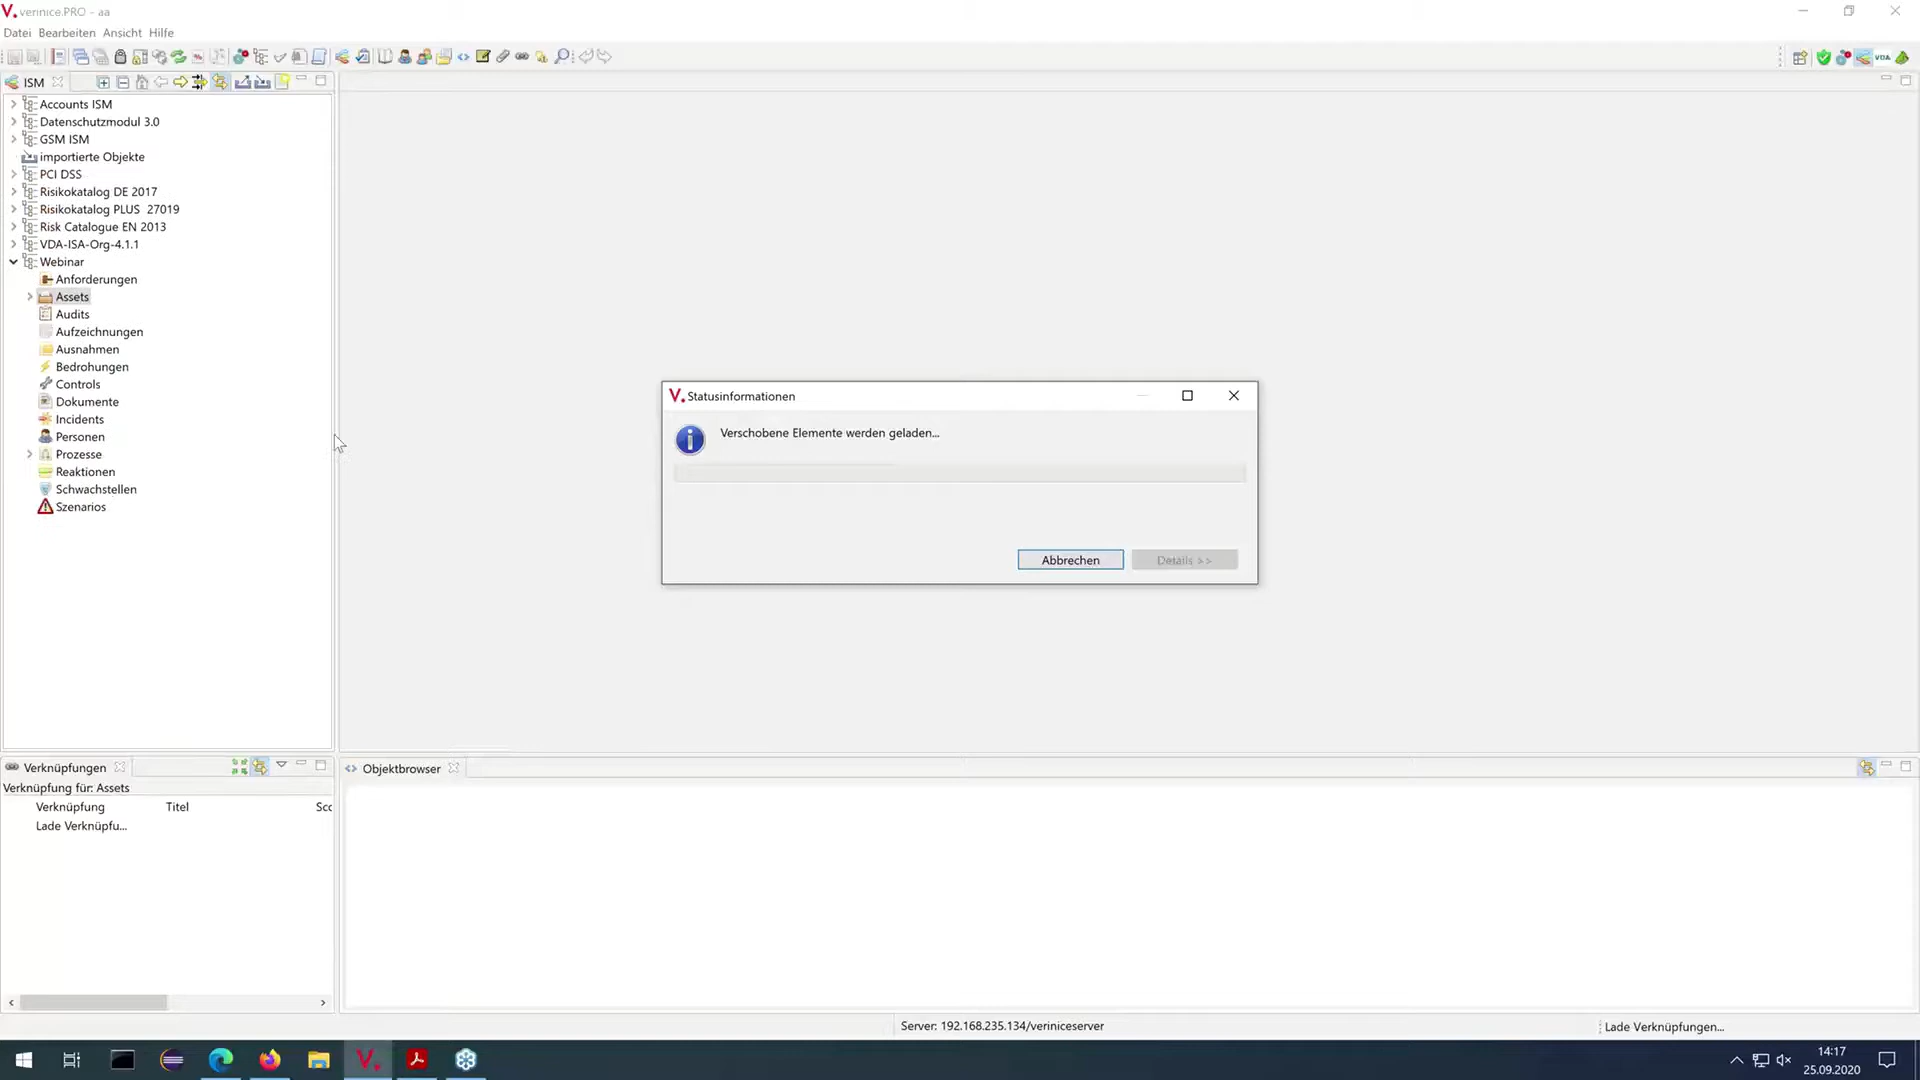 verinice.PRO - aa
Datei Bearbeiten Ansicht Hilfe
VDA
ISM
Accounts ISM
Datenschutzmodul 3.0
GSM ISM
importierte Objekte
PCI DSS
Risikokatalog DE 2017
Risikokatalog PLUS 27019
Risk Catalogue EN 2013
VDA-ISA-Org-4.1.1
Webinar
Anforderungen
Assets
Audits
Aufzeichnungen
Ausnahmen
Bedrohungen
Controls
Dokumente
Incidents
Personen
Prozesse
Reaktionen
Schwachstellen
Szenarios
Statusinformationen
Verschobene Elemente werden geladen...
Abbrechen
Details >>
Verknüpfungen
Verknüpfung für: Assets
Verknüpfung Titel Sco
Lade Verknüpfu...
Objektbrowser
Server: 192.168.235.134/veriniceserver
Lade Verknüpfungen...
14:17
25.09.2020